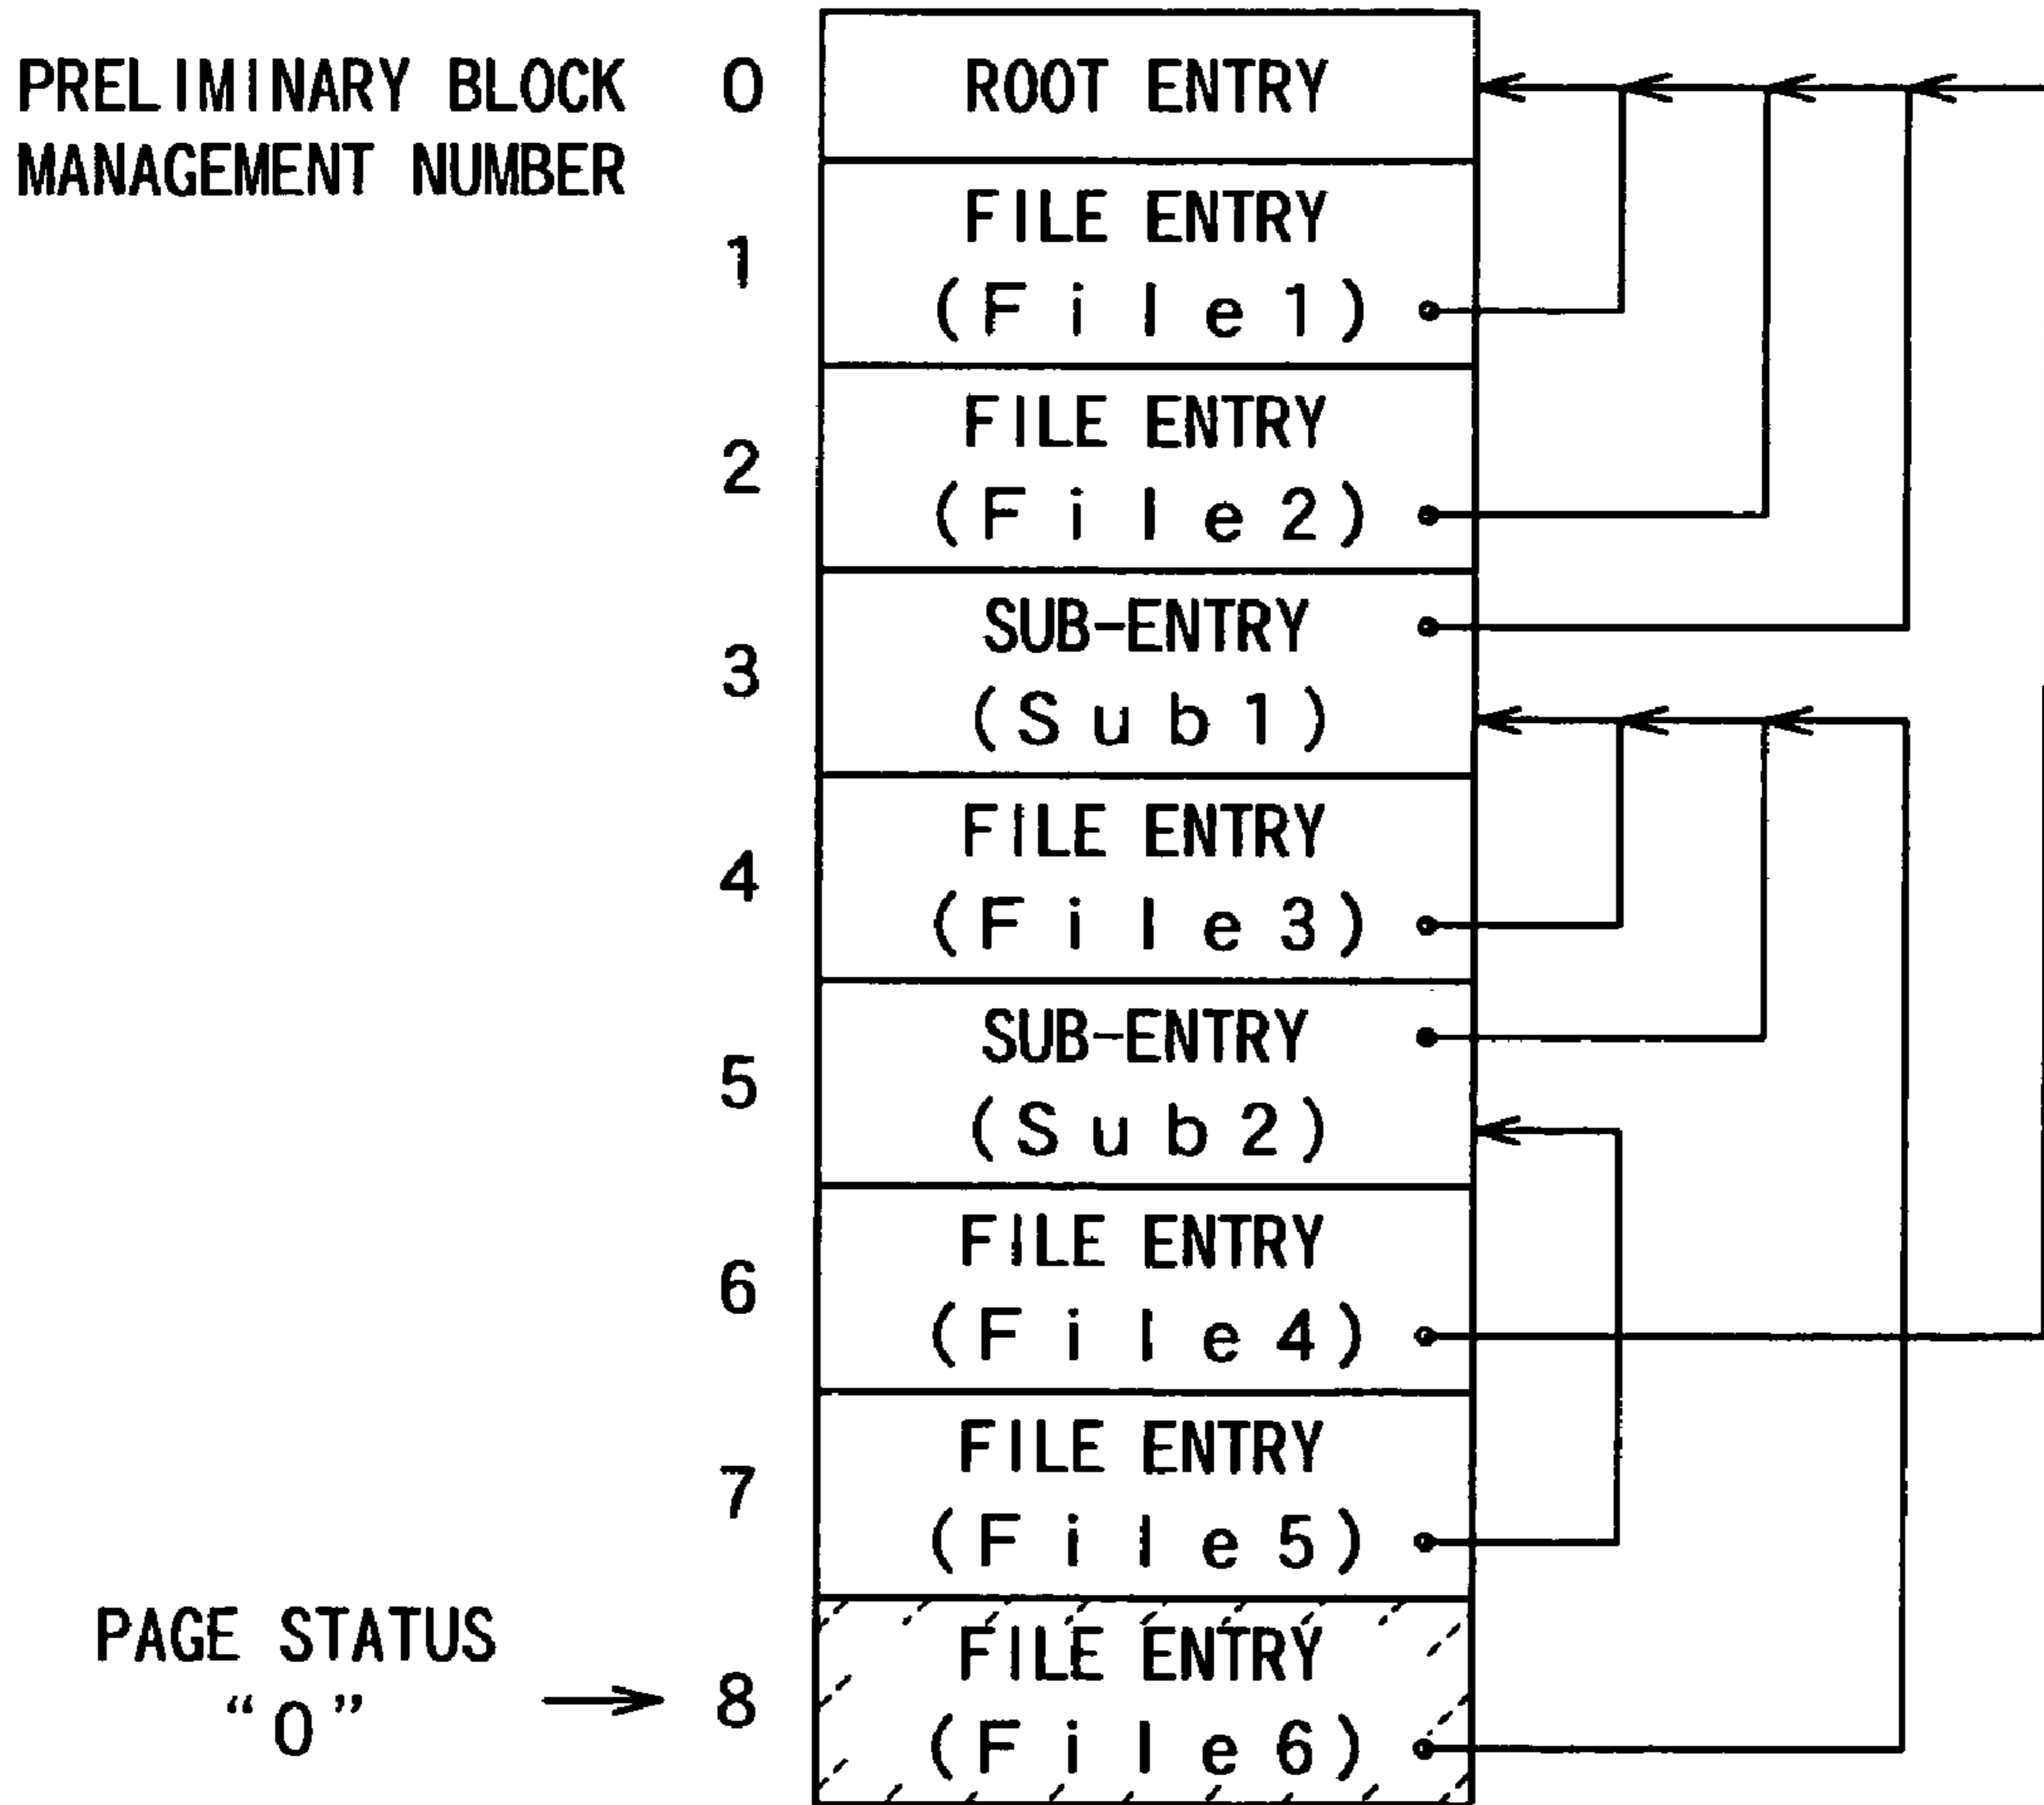 PRELIMINARY BLOCK
MANAGEMENT NUMBER
0 ROOT ENTRY
1 FILE ENTRY
(File1)
2 FILE ENTRY
(File2)
3 SUB-ENTRY
(Sub1)
4 FILE ENTRY
(File3)
5 SUB-ENTRY
(Sub2)
6 FILE ENTRY
(File4)
7 FILE ENTRY
(File5)
PAGE STATUS
“0”
8 FILE ENTRY
(File6)